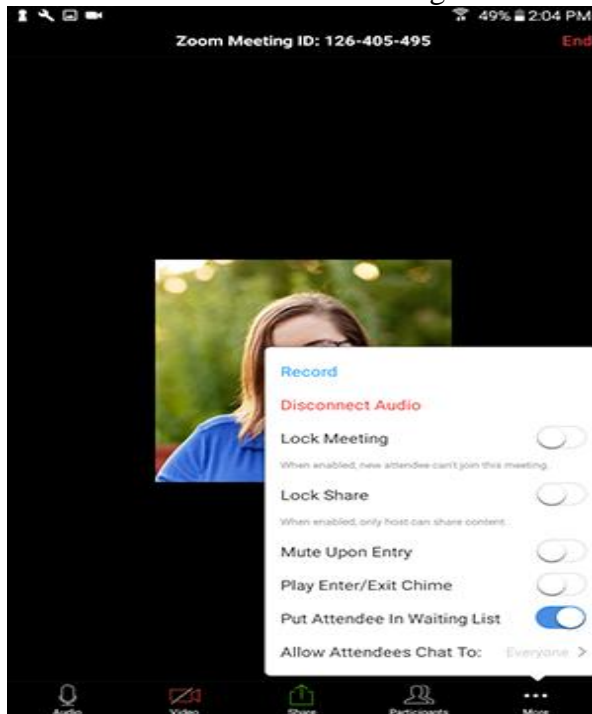 49% 2:04 PM
Zoom Meeting ID: 126-405-495
End
Record
Disconnect Audio
Lock Meeting
When enabled, new attendee can't join this meeting.
Lock Share
When enabled, only host can share content
Mute Upon Entry
Play Enter/Exit Chime
Put Attendee In Waiting List
Allow Attendees Chat To: Everyone >
Audio Video Share Participants More